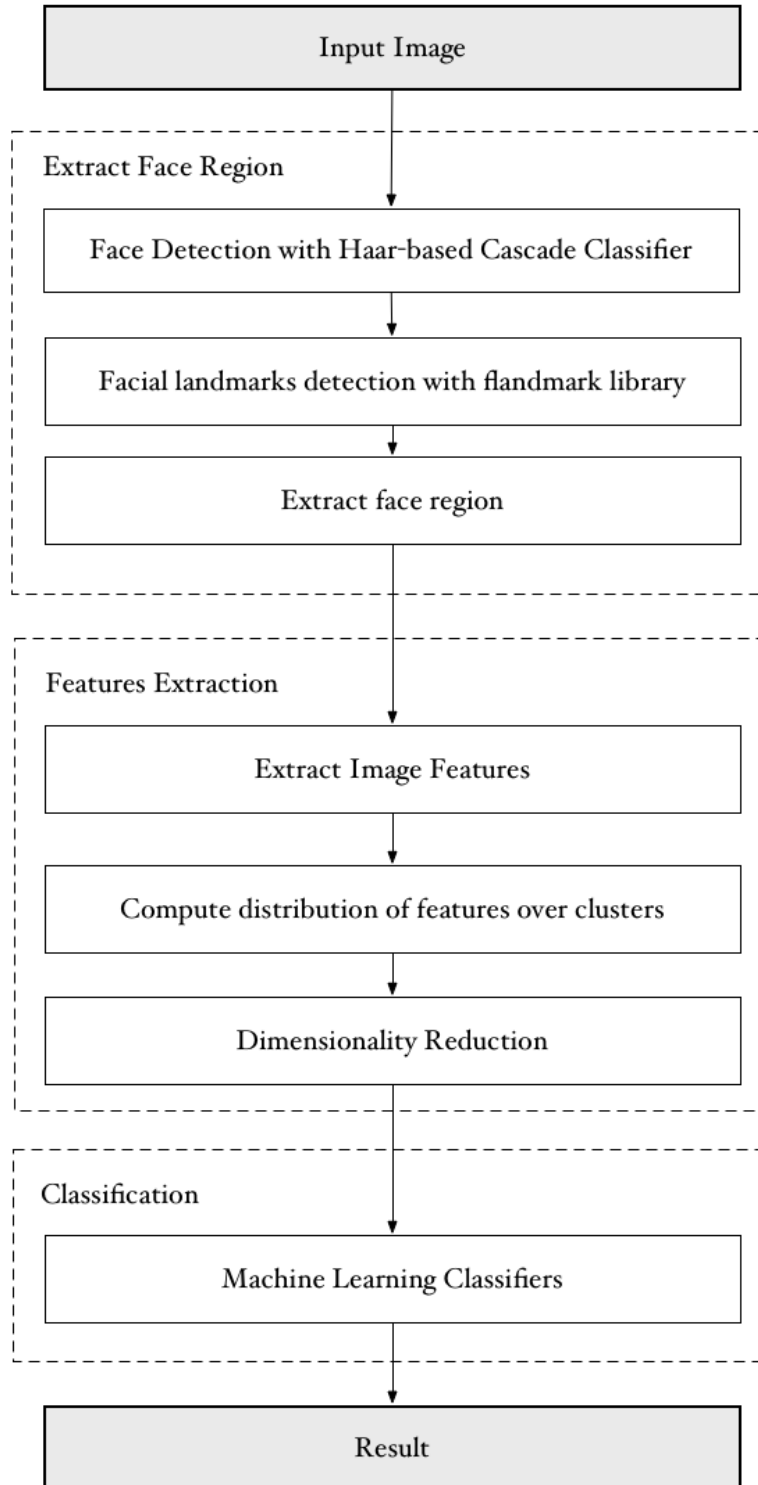 Input Image
Extract Face Region
Face Detection with Haar-based Cascade Classifier
Facial landmarks detection with flandmark library
Extract face region
Features Extraction
Extract Image Features
Compute distribution of features over clusters
Dimensionality Reduction
Classification
Machine Learning Classifiers
Result